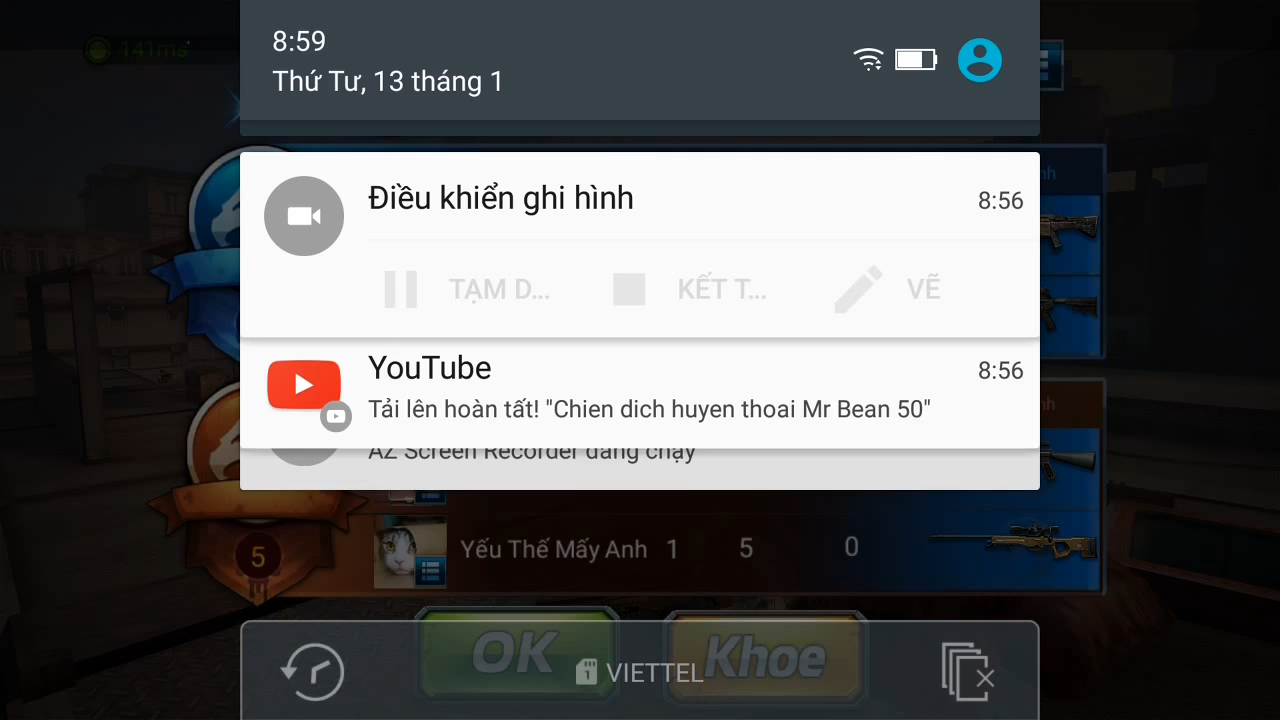 141ms
8:59
Thứ Tư, 13 tháng 1
Điều khiển ghi hình
8:56
TẠM D...
KẾT T...
VẼ
YouTube
8:56
Tải lên hoàn tất! "Chien dich huyen thoai Mr Bean 50"
AZ Screen Recorder đang chạy
5
Yếu Thế Mấy Anh 1 5 0
OK
Khoe
1
VIETTEL